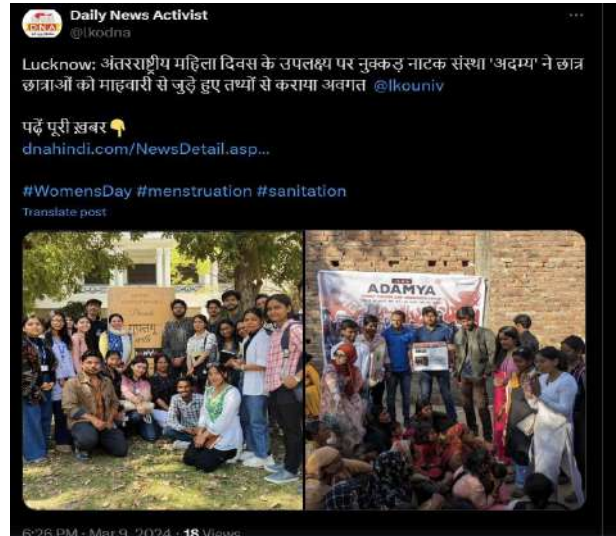 Daily News Activist
@lkodna
Lucknow: अंतरराष्ट्रीय महिला दिवस के उपलक्ष्य पर नुक्कड़ नाटक संस्था 'अदम्य' ने छात्र
छात्राओं को माहवारी से जुड़े हुए तथ्यों से कराया अवगत @lkouniv
पढ़ें पूरी ख़बर👇
dnahindi.com/NewsDetail.asp...
#WomensDay #menstruation #sanitation
Translate post
ADAMYA
6:26 PM · Mar 9, 2024 · 18 Views